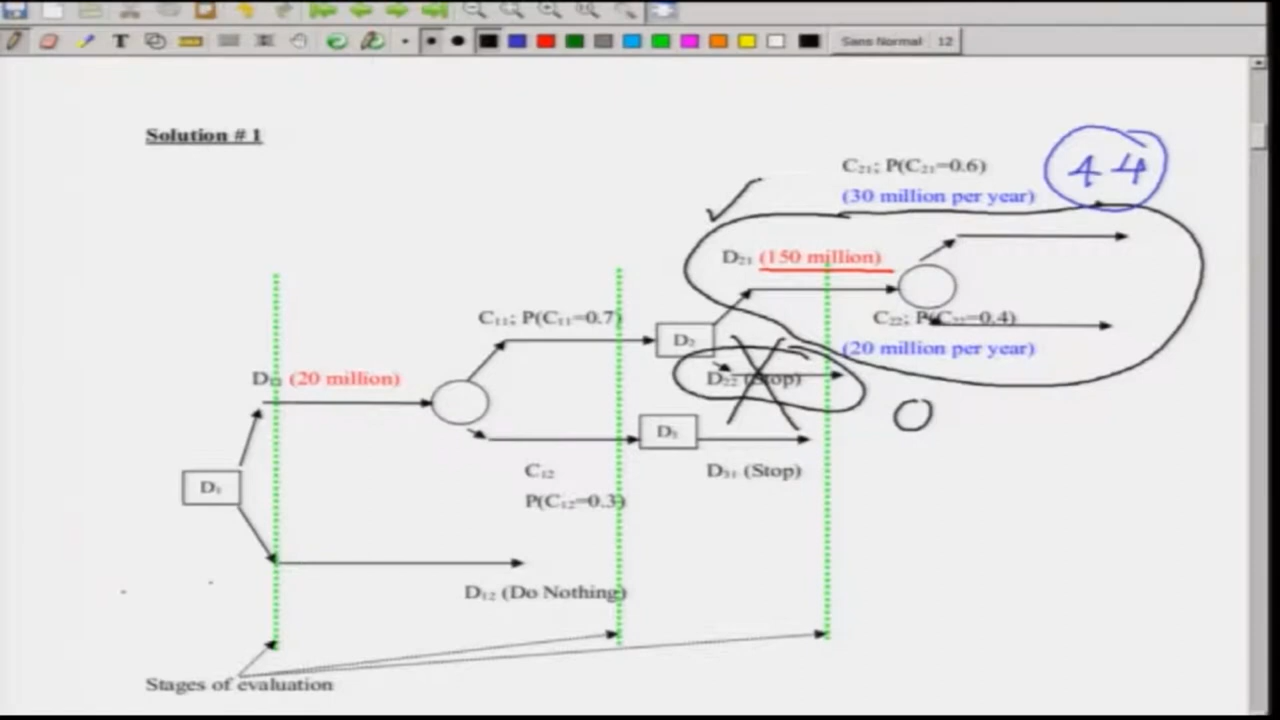 Sans Normal 12
Solution # 1
C₂₁; P(C₂₁=0.6)
44
(30 million per year)
D₂₁ (150 million)
C₁₁; P(C₁₁=0.7)
D₂
C₂₂; P(C₂₂=0.4)
(20 million per year)
D₁₁ (20 million)
D₂₂ (Stop)
0
D₃
C₁₂
D₃₁ (Stop)
D₁
P(C₁₂=0.3)
D₁₂ (Do Nothing)
Stages of evaluation